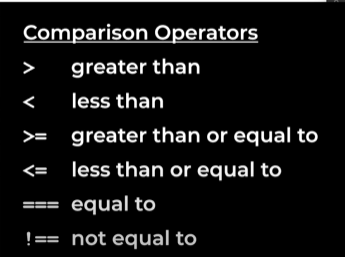 Comparison Operators
> greater than
< less than
>= greater than or equal to
<= less than or equal to
=== equal to
!== not equal to